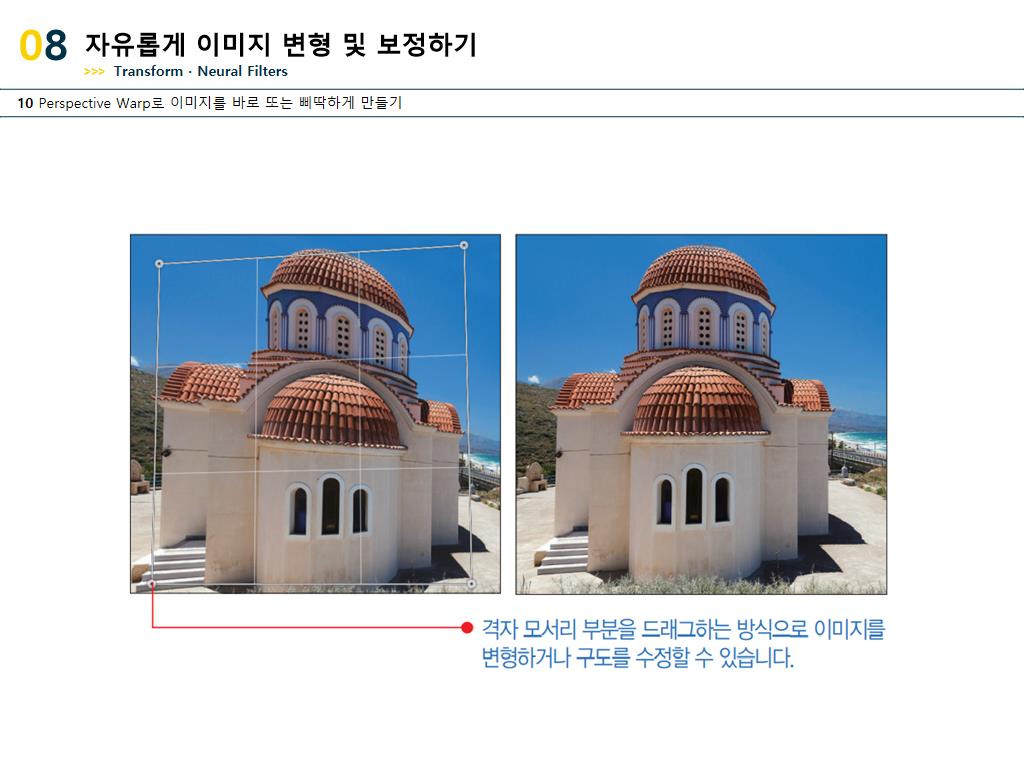 08 자유롭게 이미지 변형 및 보정하기
>>> Transform · Neural Filters
10 Perspective Warp로 이미지를 바로 또는 삐딱하게 만들기
격자 모서리 부분을 드래그하는 방식으로 이미지를
변형하거나 구도를 수정할 수 있습니다.